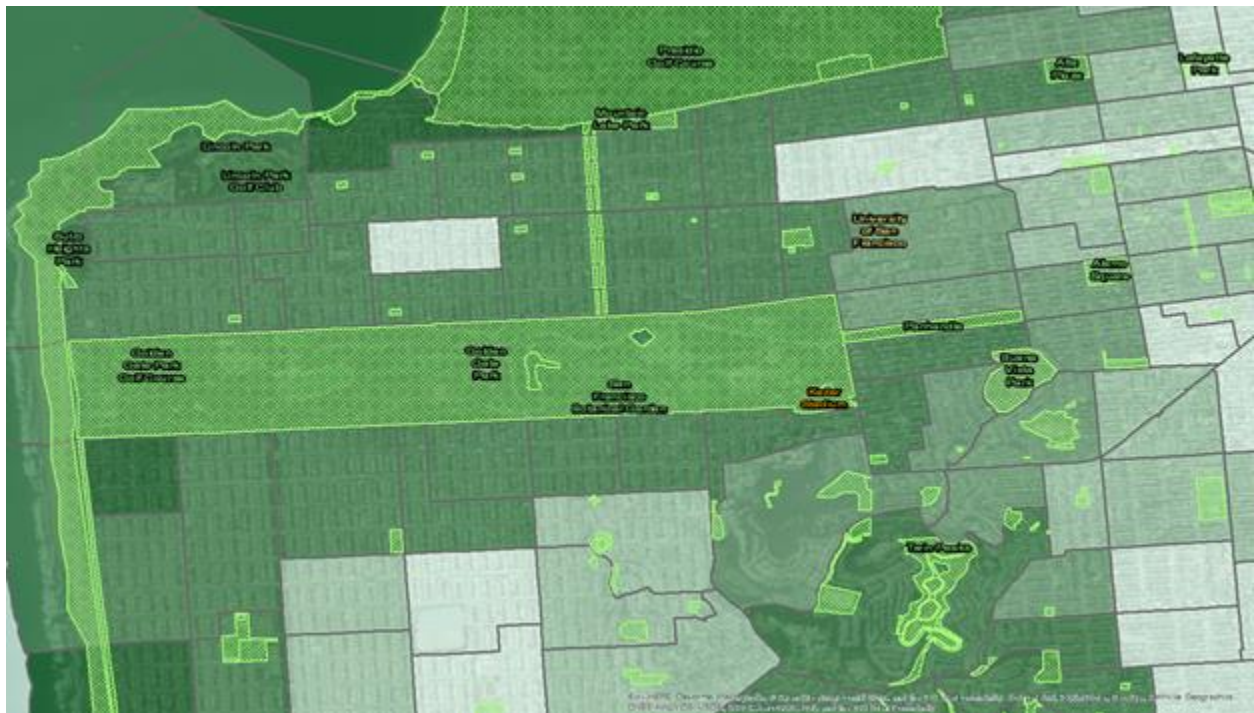 Presidio
Golf Course
Alta
Plaza
Lafayette
Park
Mountain
Lake Park
Lincoln Park
Lincoln Park
Golf Club
Sutro
Heights
Park
University
of San
Francisco
Alamo
Square
Panhandle
Golden
Gate Park
Golf Course
Golden
Gate
Park
San
Francisco
Botanical Garden
Kezar
Stadium
Buena
Vista
Park
Twin Peaks